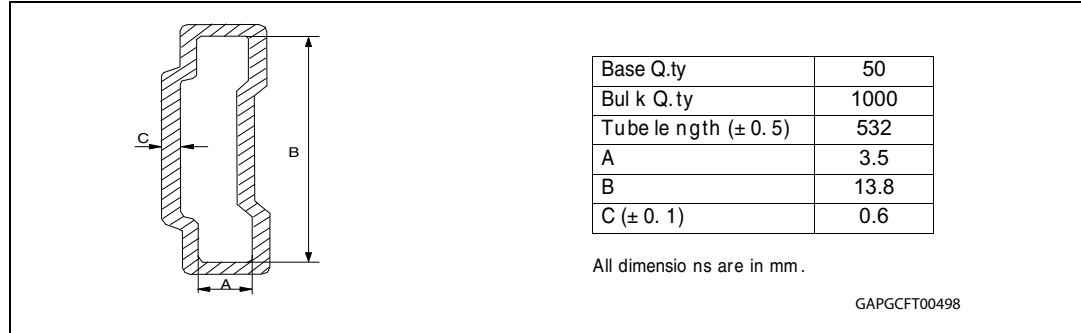 C
B
A
Base Q.ty 50
Bul k Q. ty 1000
Tube le ngth (± 0. 5) 532
A 3.5
B 13.8
C (± 0. 1) 0.6
All dimensio ns are in mm .
GAPGCFT00498